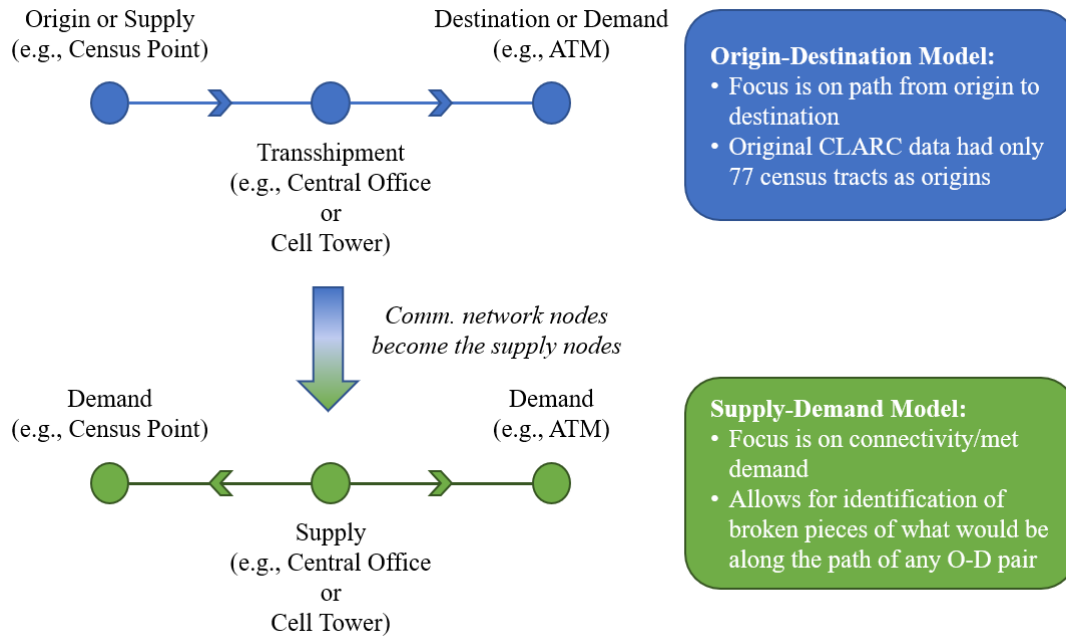 Origin or Supply
(e.g., Census Point)
Destination or Demand
(e.g., ATM)
Transshipment
(e.g., Central Office
or
Cell Tower)
Origin-Destination Model:
• Focus is on path from origin to
destination
• Original CLARC data had only
77 census tracts as origins
Comm. network nodes
become the supply nodes
Demand
(e.g., Census Point)
Demand
(e.g., ATM)
Supply
(e.g., Central Office
or
Cell Tower)
Supply-Demand Model:
• Focus is on connectivity/met
demand
• Allows for identification of
broken pieces of what would be
along the path of any O-D pair